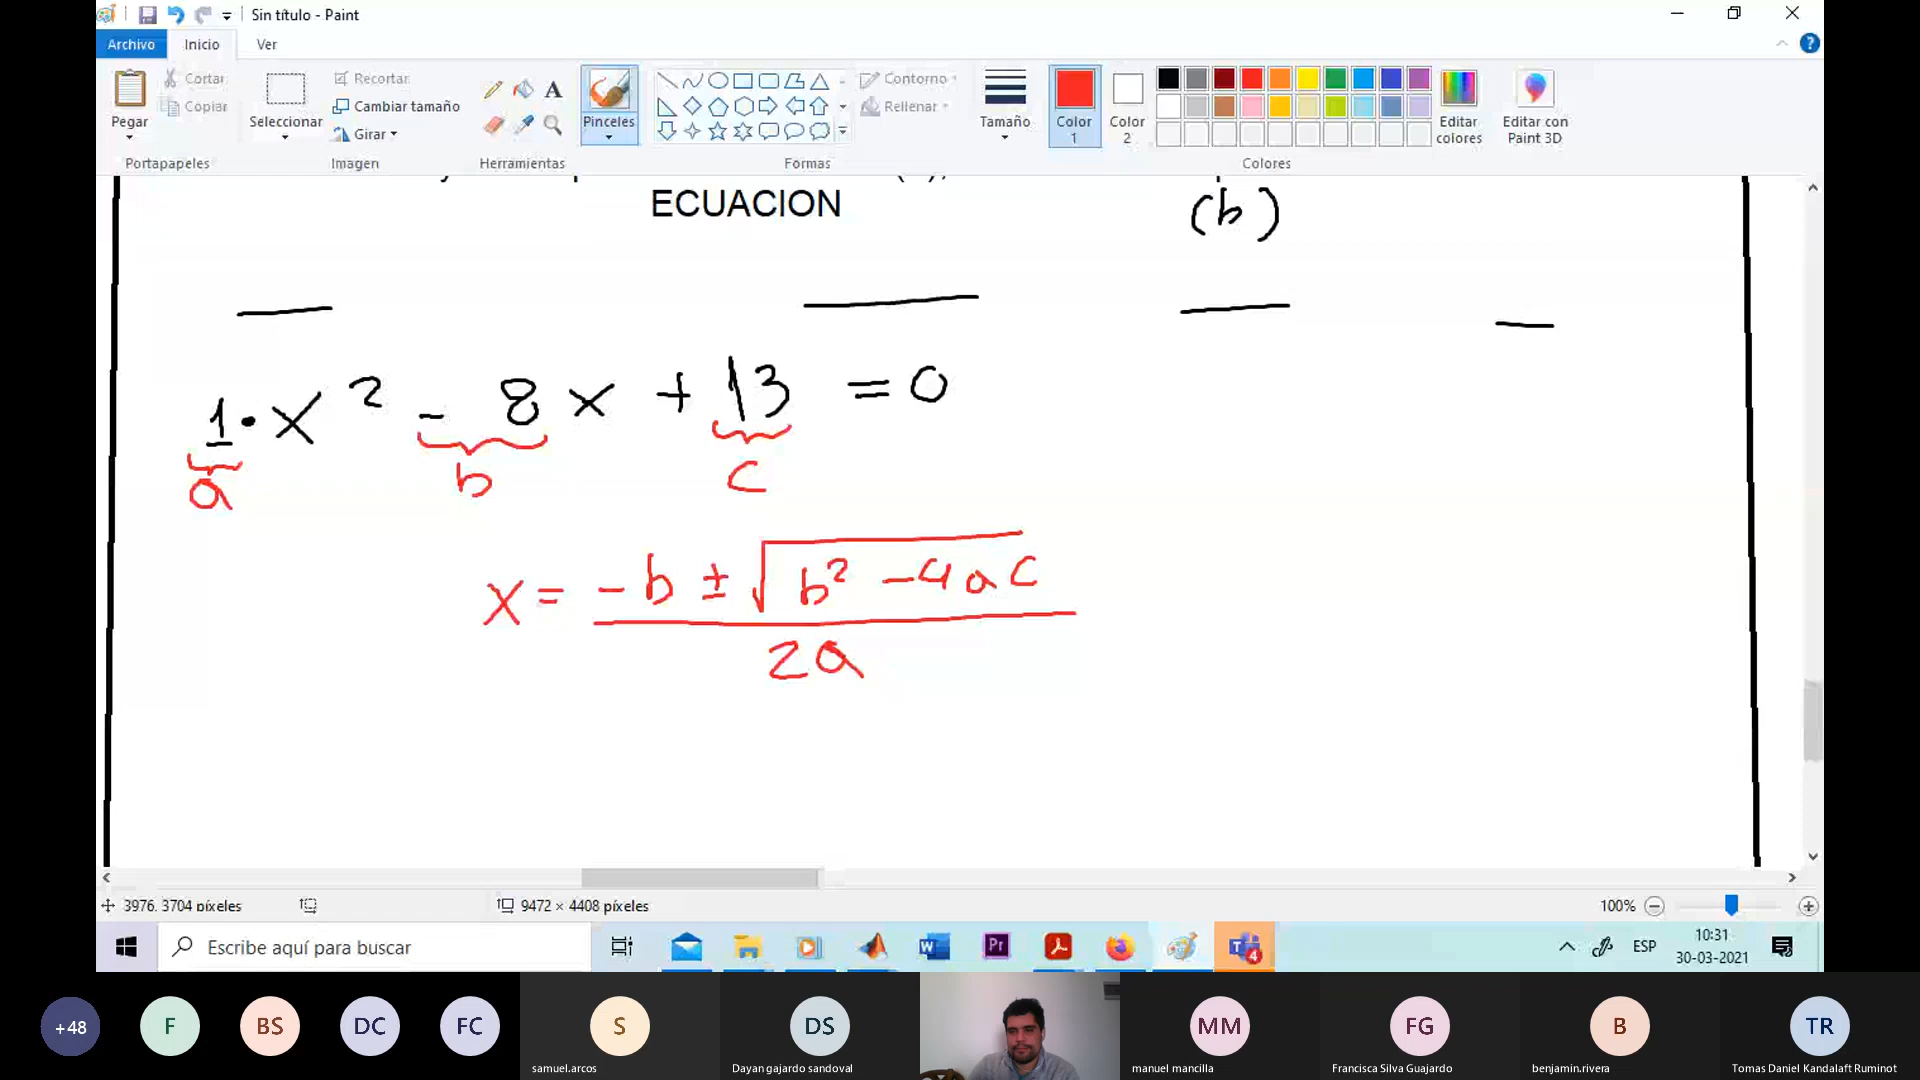 Sin título - Paint
Archivo Inicio Ver
Pegar
Cortar
Copiar
Portapapeles
Seleccionar
Recortar
Cambiar tamaño
Girar
Imagen
A
Herramientas
Pinceles
Formas
Contorno
Rellenar
Tamaño
Color 1
Color 2
Colores
Editar colores
Editar con Paint 3D
ECUACION
(b)
1 • x² - 8x + 13 = 0
a b c
x = -b ± √b² - 4ac
2a
3976, 3704 píxeles 9472 × 4408 píxeles 100%
Escribe aquí para buscar
W Pr T 4
ESP
10:31
30-03-2021
+48 F BS DC FC S DS MM FG B TR
samuel.arcos Dayan gajardo sandoval manuel mancilla Francisca Silva Guajardo benjamin.rivera Tomas Daniel Kandalaft Ruminot